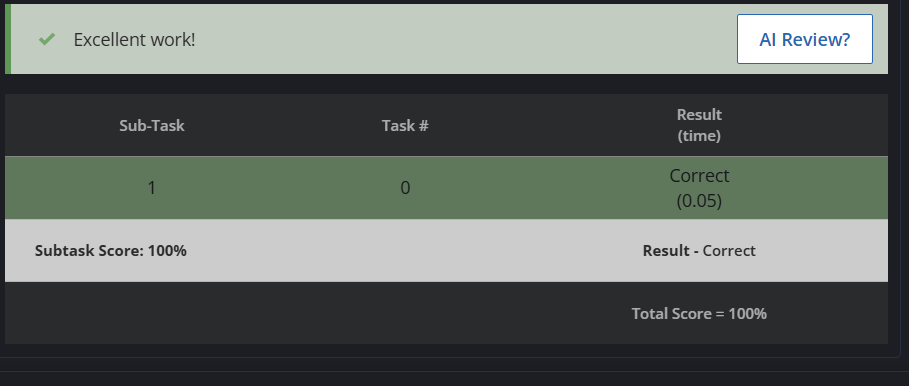 Excellent work!
AI Review?
Sub-Task
Task #
Result
(time)
1
0
Correct
(0.05)
Subtask Score: 100%
Result - Correct
Total Score = 100%